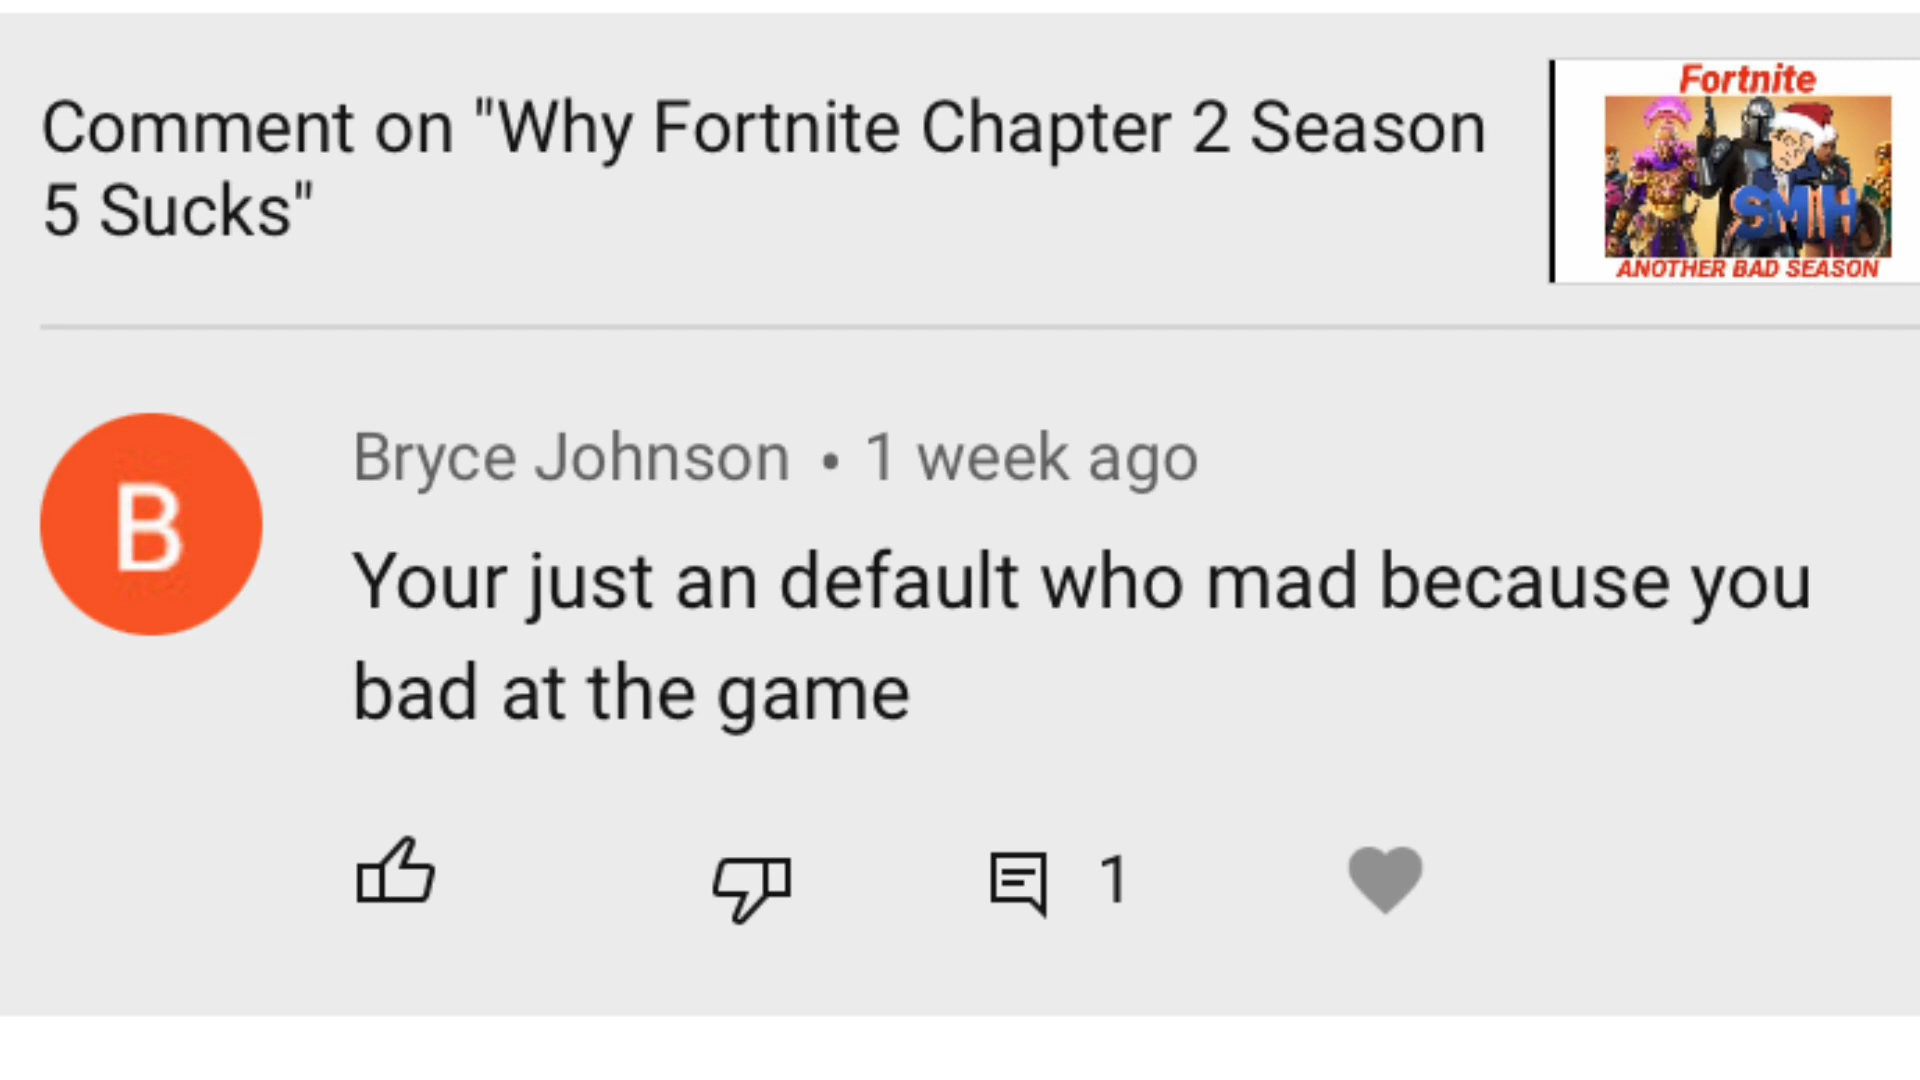 Comment on "Why Fortnite Chapter 2 Season
5 Sucks"
Fortnite
SMH
ANOTHER BAD SEASON
B
Bryce Johnson • 1 week ago
Your just an default who mad because you
bad at the game
1